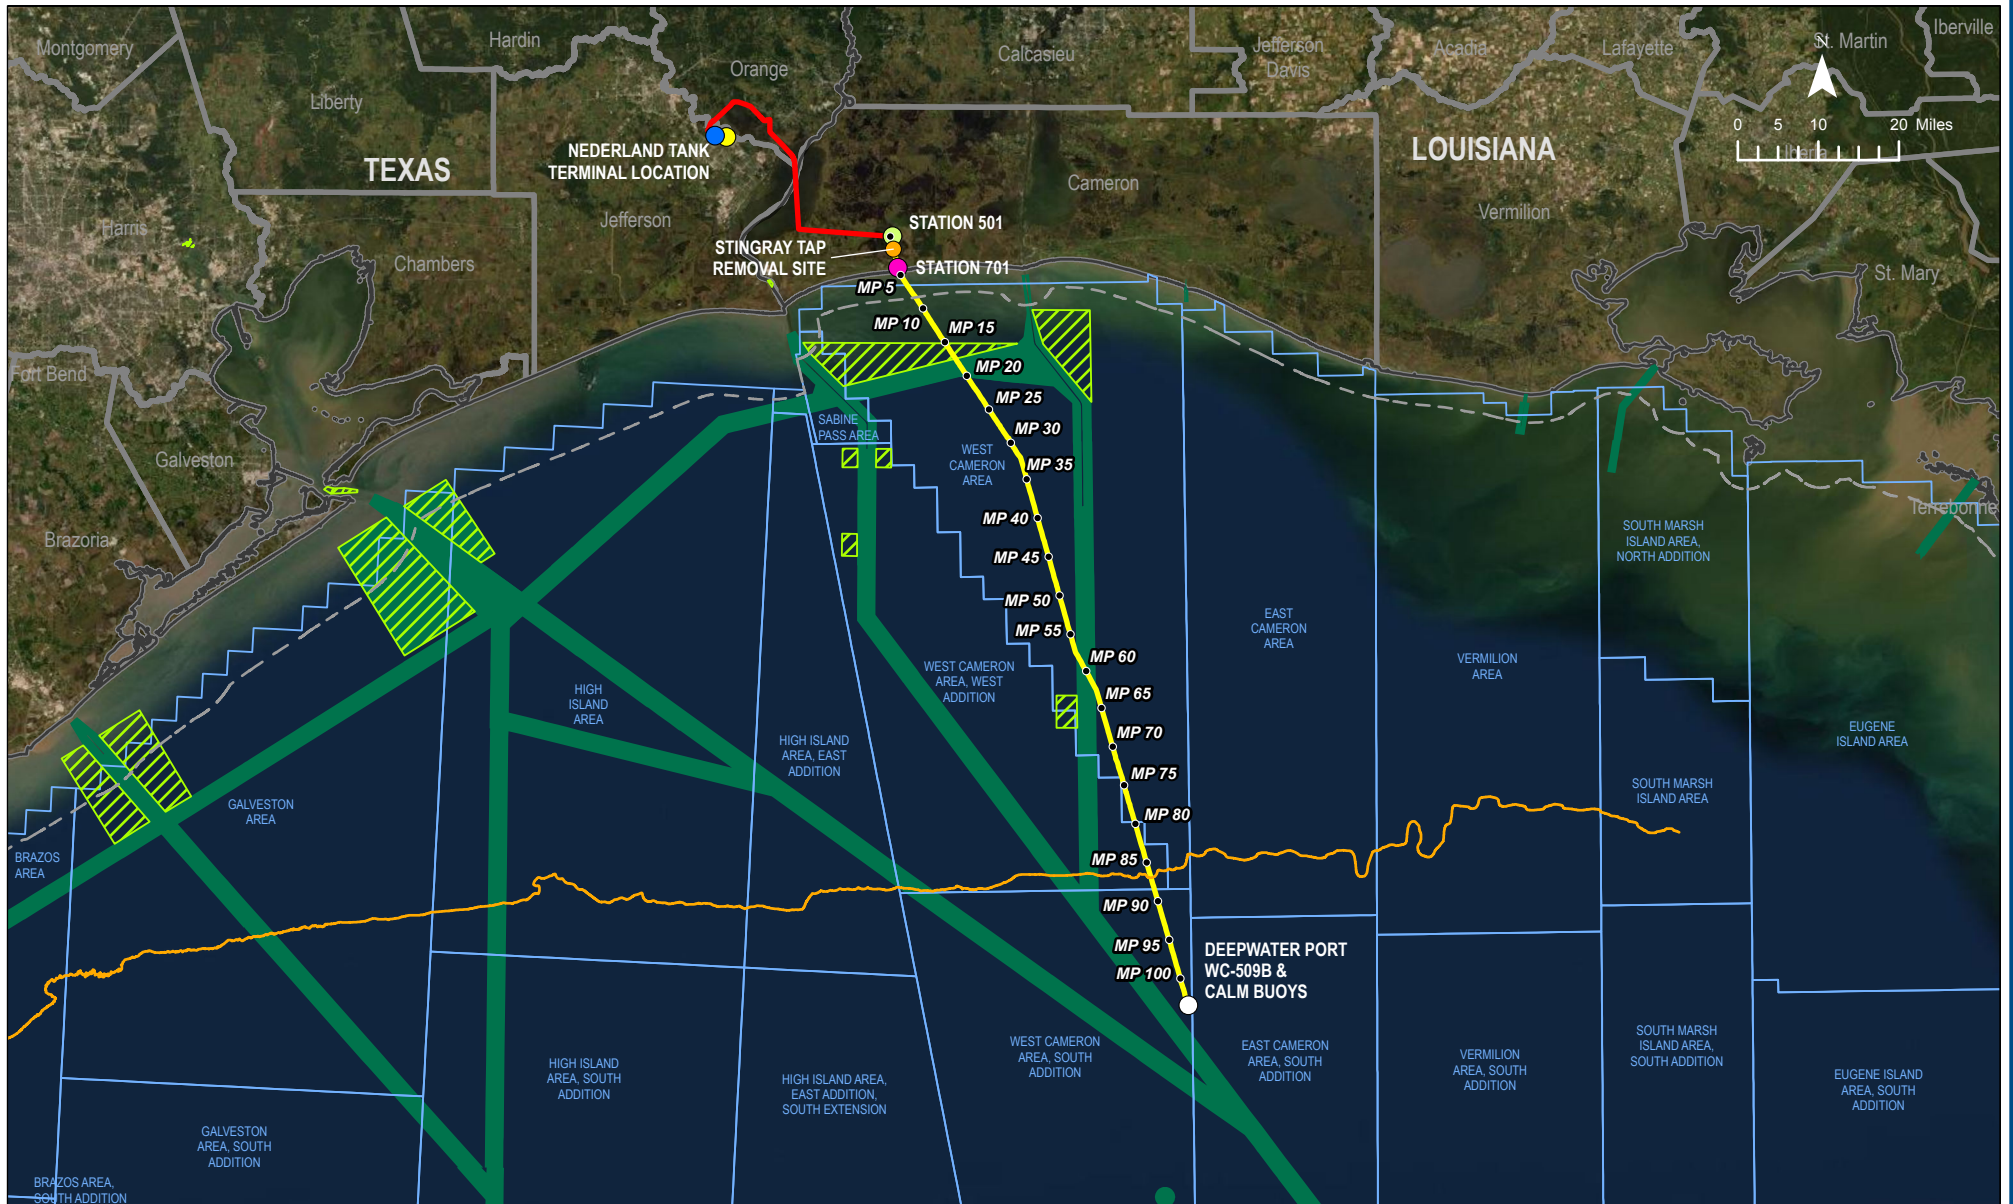 Montgomery
Hardin
Orange
Calcasieu
Jefferson
Davis
Acadia
Lafayette
St. Martin
Iberville
N
Liberty
0 5 10 20 Miles
Iberia
NEDERLAND TANK
TERMINAL LOCATION
TEXAS
LOUISIANA
Cameron
Vermilion
Harris
Jefferson
STATION 501
STINGRAY TAP
REMOVAL SITE
STATION 701
Chambers
St. Mary
MP 5
MP 10
MP 15
MP 20
MP 25
MP 30
MP 35
MP 40
MP 45
MP 50
MP 55
MP 60
MP 65
MP 70
MP 75
MP 80
MP 85
MP 90
MP 95
MP 100
Fort Bend
Galveston
Brazoria
Terrebonne
SABINE
PASS AREA
WEST
CAMERON
AREA
SOUTH MARSH
ISLAND AREA,
NORTH ADDITION
EAST
CAMERON
AREA
VERMILION
AREA
WEST CAMERON
AREA, WEST
ADDITION
HIGH
ISLAND
AREA
HIGH ISLAND
AREA, EAST
ADDITION
EUGENE
ISLAND AREA
SOUTH MARSH
ISLAND AREA
GALVESTON
AREA
BRAZOS
AREA
DEEPWATER PORT
WC-509B &
CALM BUOYS
WEST CAMERON
AREA, SOUTH
ADDITION
EAST CAMERON
AREA, SOUTH
ADDITION
VERMILION
AREA, SOUTH
ADDITION
SOUTH MARSH
ISLAND AREA,
SOUTH ADDITION
EUGENE ISLAND
AREA, SOUTH
ADDITION
HIGH ISLAND
AREA, SOUTH
ADDITION
HIGH ISLAND AREA,
EAST ADDITION,
SOUTH EXTENSION
GALVESTON
AREA, SOUTH
ADDITION
BRAZOS AREA,
SOUTH ADDITION